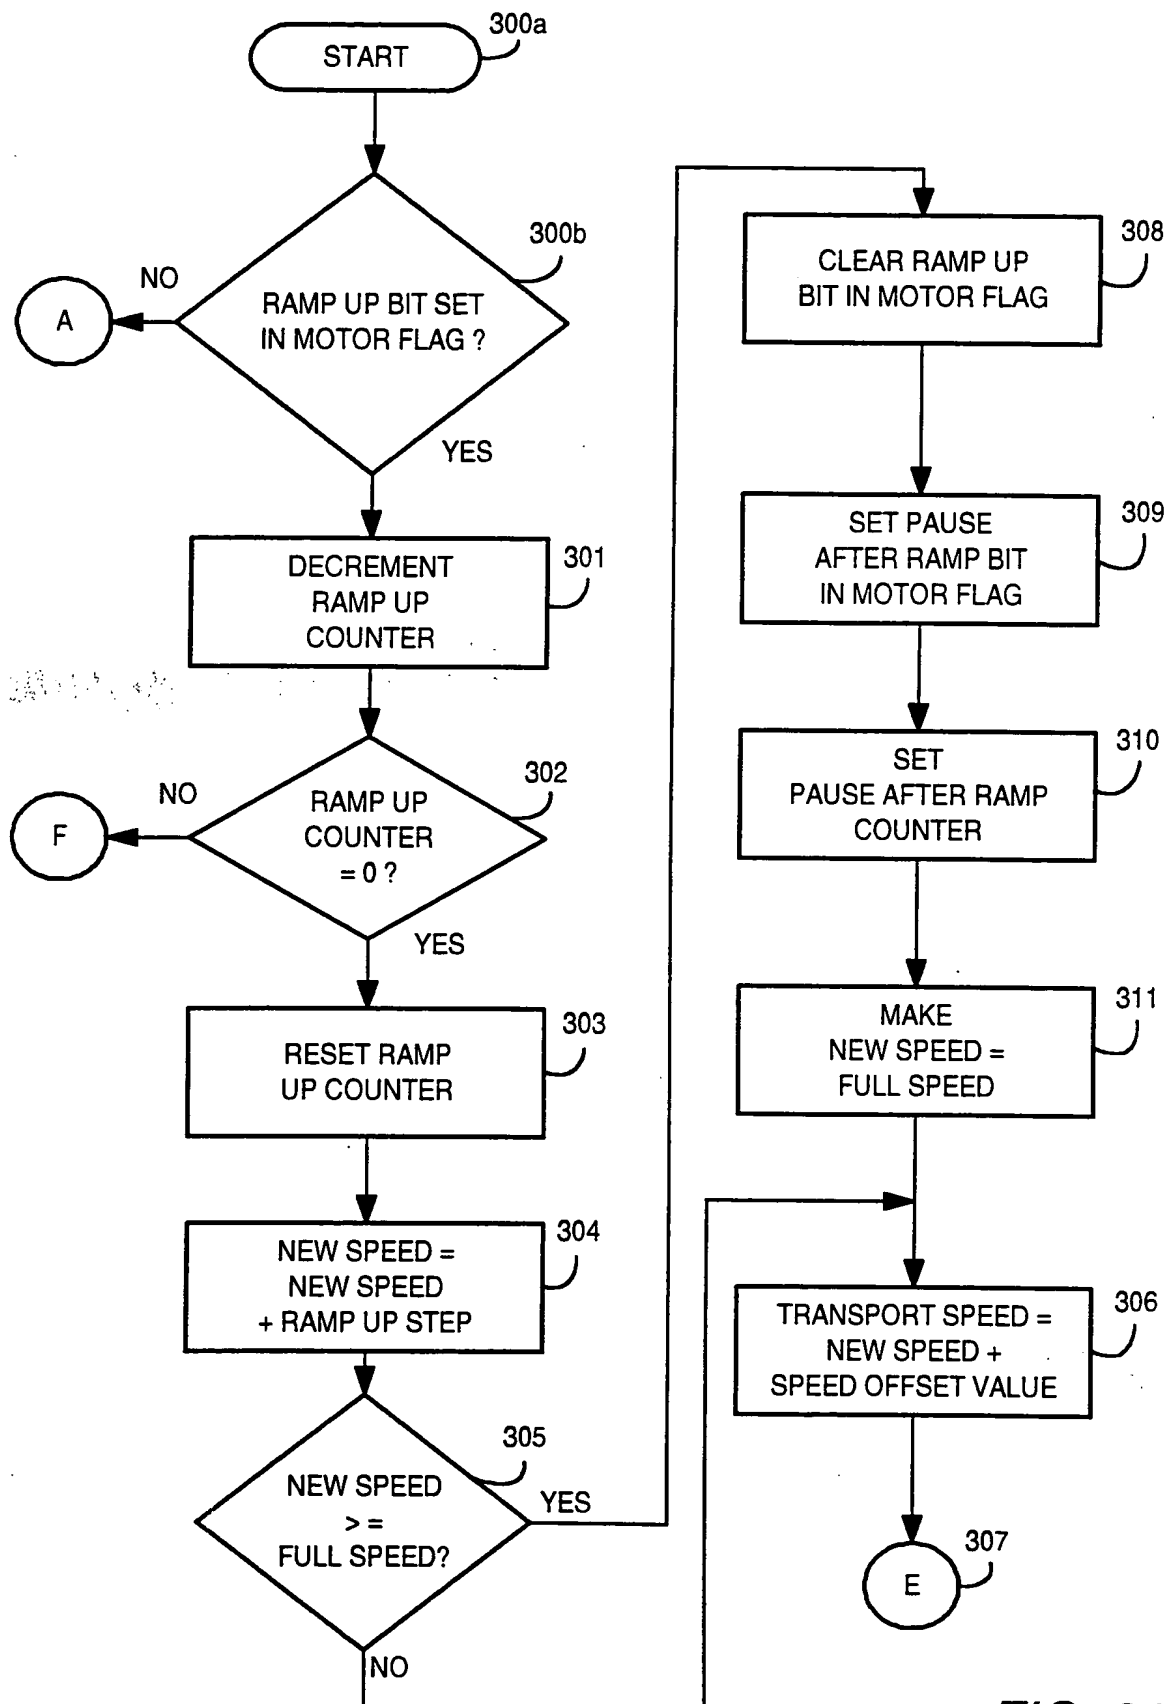 START
300a
RAMP UP BIT SET
IN MOTOR FLAG ?
300b
NO
A
YES
DECREMENT
RAMP UP
COUNTER
301
RAMP UP
COUNTER
= 0 ?
302
NO
F
YES
RESET RAMP
UP COUNTER
303
NEW SPEED =
NEW SPEED
+ RAMP UP STEP
304
NEW SPEED
> =
FULL SPEED?
305
YES
NO
CLEAR RAMP UP
BIT IN MOTOR FLAG
308
SET PAUSE
AFTER RAMP BIT
IN MOTOR FLAG
309
SET
PAUSE AFTER RAMP
COUNTER
310
MAKE
NEW SPEED =
FULL SPEED
311
TRANSPORT SPEED =
NEW SPEED +
SPEED OFFSET VALUE
306
E
307